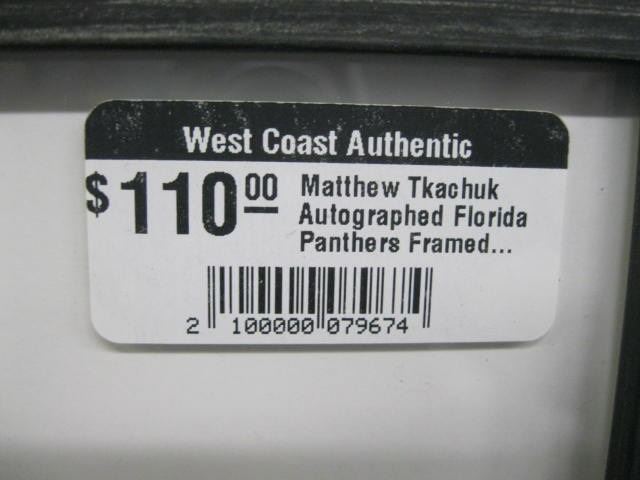 West Coast Authentic
$110.00 Matthew Tkachuk
Autographed Florida
Panthers Framed...
2 100000 079674